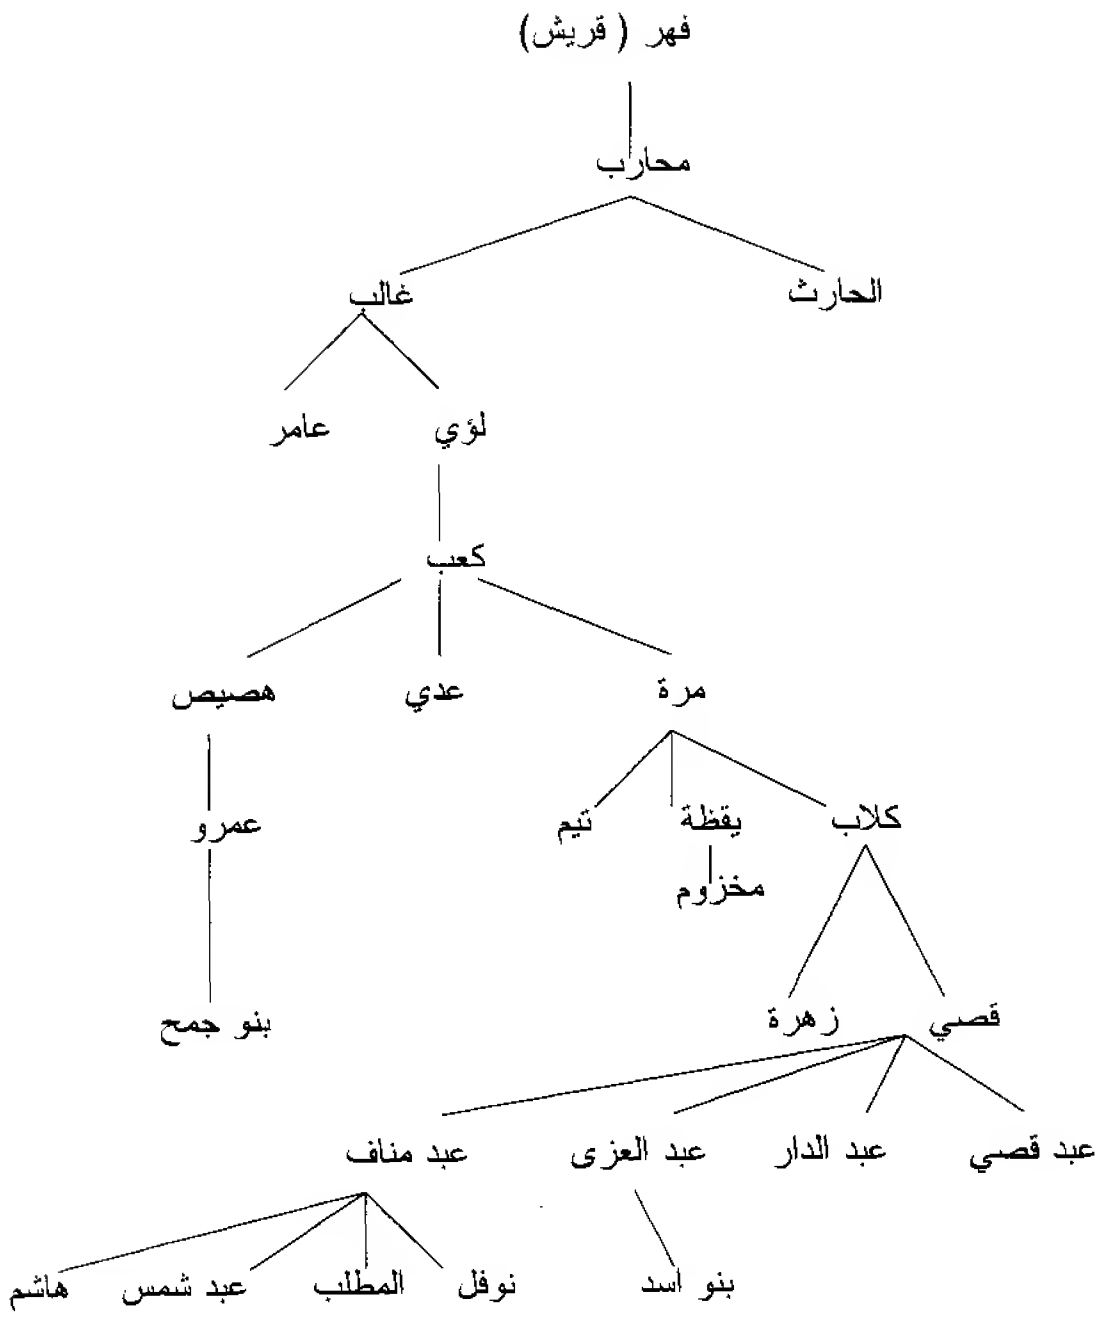 فهر ( قريش)
محارب
الحارث غالب
لؤي عامر
كعب
مرة عدي هصيص
كلاب يقظة تيم عمرو
مخزوم
قصي زهرة بنو جمح
عبد قصي عبد الدار عبد العزى عبد مناف
بنو اسد نوفل المطلب عبد شمس هاشم